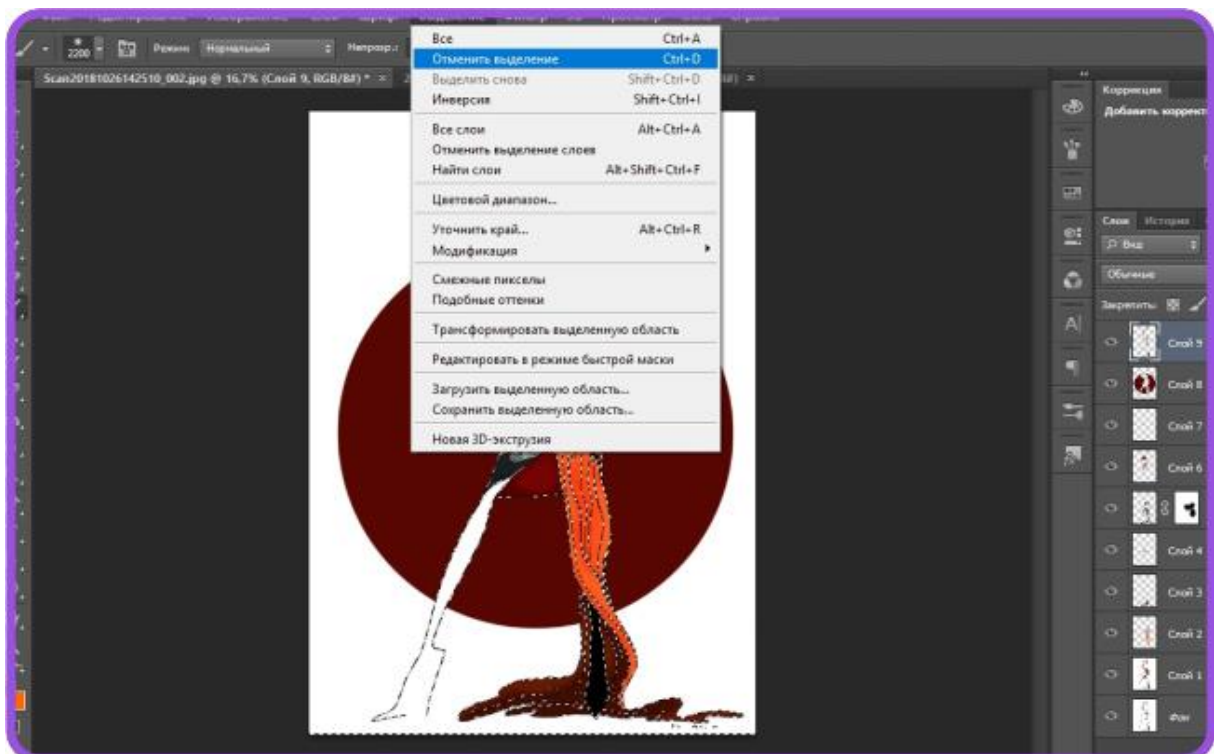 Выделение
2200 Режим: Нормальный Непрозр.:
Scan20181026142510_002.jpg @ 16,7% (Слой 9, RGB/8#) * ×
Все Ctrl+A
Отменить выделение Ctrl+D
Выделить снова Shift+Ctrl+D
Инверсия Shift+Ctrl+I
Все слои Alt+Ctrl+A
Отменить выделение слоев
Найти слои Alt+Shift+Ctrl+F
Цветовой диапазон...
Уточнить край... Alt+Ctrl+R
Модификация
Смежные пикселы
Подобные оттенки
Трансформировать выделенную область
Редактировать в режиме быстрой маски
Загрузить выделенную область...
Сохранить выделенную область...
Новая 3D-экструзия
Коррекция
Добавить
Слои История
Вид
Обычные
Закрепить:
Слой 9
Слой 8
Слой 7
Слой 6
Слой 4
Слой 3
Слой 2
Слой 1
Фон